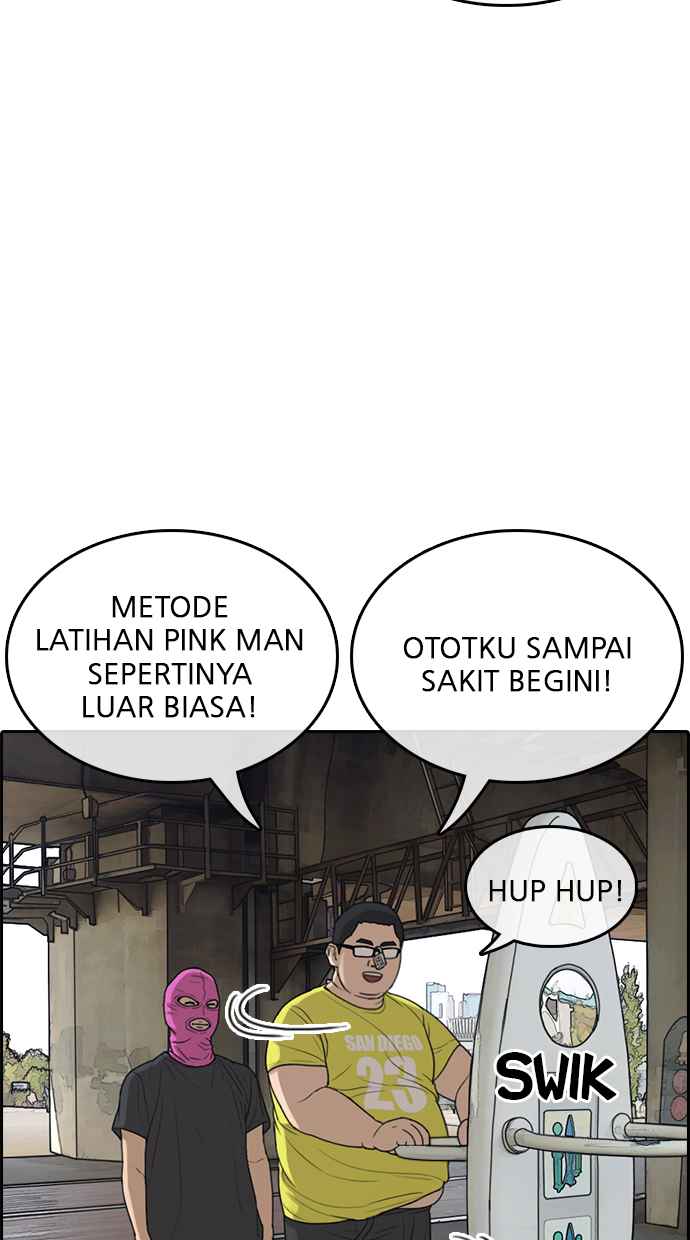 METODE
LATIHAN PINK MAN
SEPERTINYA
LUAR BIASA!
OTOTKU SAMPAI
SAKIT BEGINI!
HUP HUP!
SAN DIEGO
23
SWIK